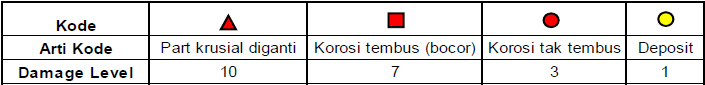 Kode
Arti Kode Part krusial diganti Korosi tembus (bocor) Korosi tak tembus Deposit
Damage Level 10 7 3 1